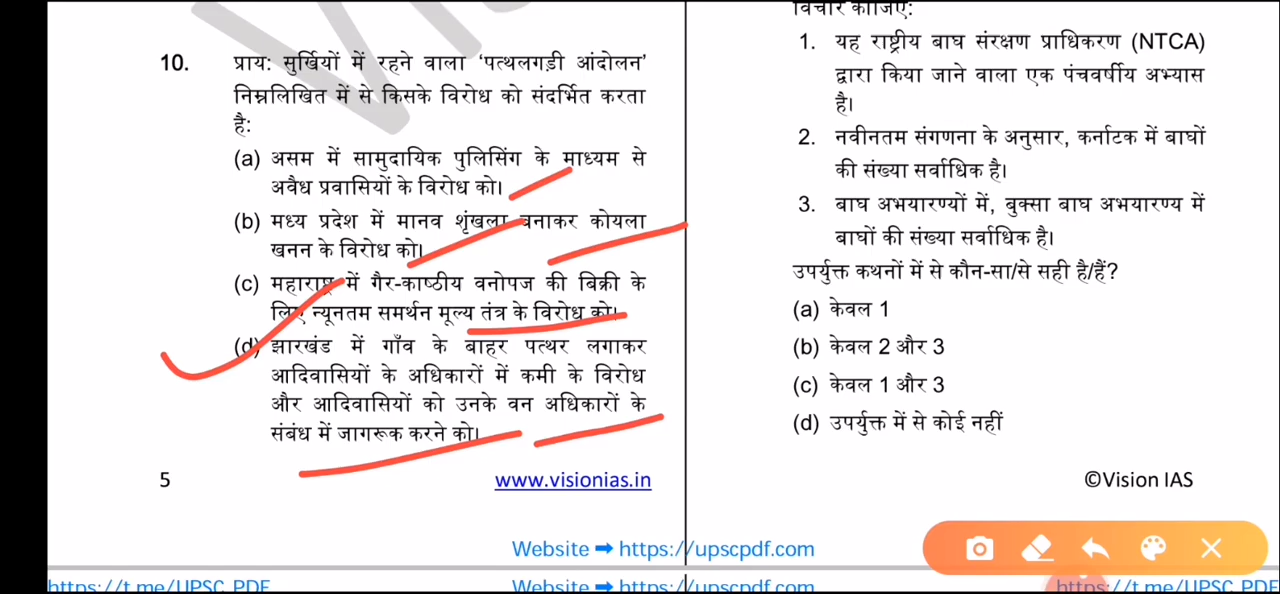 10. प्राय: सुर्खियों में रहने वाला 'पत्थलगड़ी आंदोलन'
निम्नलिखित में से किसके विरोध को संदर्भित करता
है:
(a) असम में सामुदायिक पुलिसिंग के माध्यम से
अवैध प्रवासियों के विरोध को।
(b) मध्य प्रदेश में मानव शृंखला बनाकर कोयला
खनन के विरोध को।
(c) महाराष्ट्र में गैर-काष्ठीय वनोपज की बिक्री के
लिए न्यूनतम समर्थन मूल्य तंत्र के विरोध को।
(d) झारखंड में गाँव के बाहर पत्थर लगाकर
आदिवासियों के अधिकारों में कमी के विरोध
और आदिवासियों को उनके वन अधिकारों के
संबंध में जागरूक करने को।
विचार कीजिए:
1. यह राष्ट्रीय बाघ संरक्षण प्राधिकरण (NTCA)
द्वारा किया जाने वाला एक पंचवर्षीय अभ्यास
है।
2. नवीनतम संगणना के अनुसार, कर्नाटक में बाघों
की संख्या सर्वाधिक है।
3. बाघ अभयारण्यों में, बुक्सा बाघ अभयारण्य में
बाघों की संख्या सर्वाधिक है।
उपर्युक्त कथनों में से कौन-सा/से सही है/हैं?
(a) केवल 1
(b) केवल 2 और 3
(c) केवल 1 और 3
(d) उपर्युक्त में से कोई नहीं
5 www.visionias.in ©Vision IAS
Website ➡ https://upscpdf.com
https://t.me/UPSC_PDF Website ➡ https://upscpdf.com https://t.me/UPSC_PDF